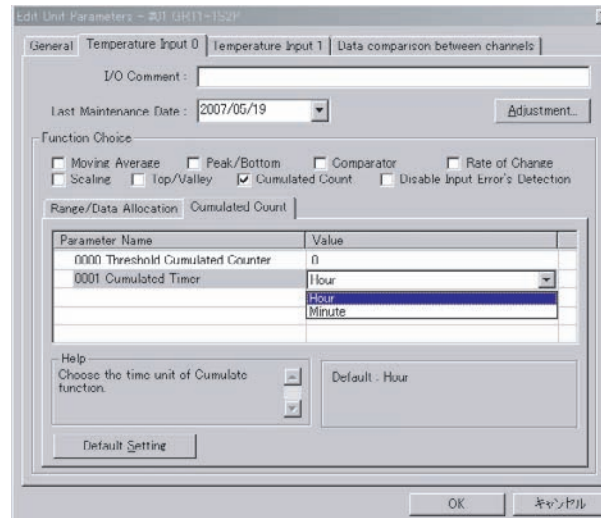 Edit Unit Parameters - #01 GRT1-TS2P
General Temperature Input 0 Temperature Input 1 Data comparison between channels
I/O Comment :
Last Maintenance Date : 2007/05/19 Adjustment...
Function Choice
Moving Average Peak/Bottom Comparator Rate of Change
Scaling Top/Valley Cumulated Count Disable Input Error's Detection
Range/Data Allocation Cumulated Count
Parameter Name Value
0000 Threshold Cumulated Counter 0
0001 Cumulated Timer Hour
Hour
Minute
Help
Choose the time unit of Cumulate
function.
Default : Hour
Default Setting
OK キャンセル